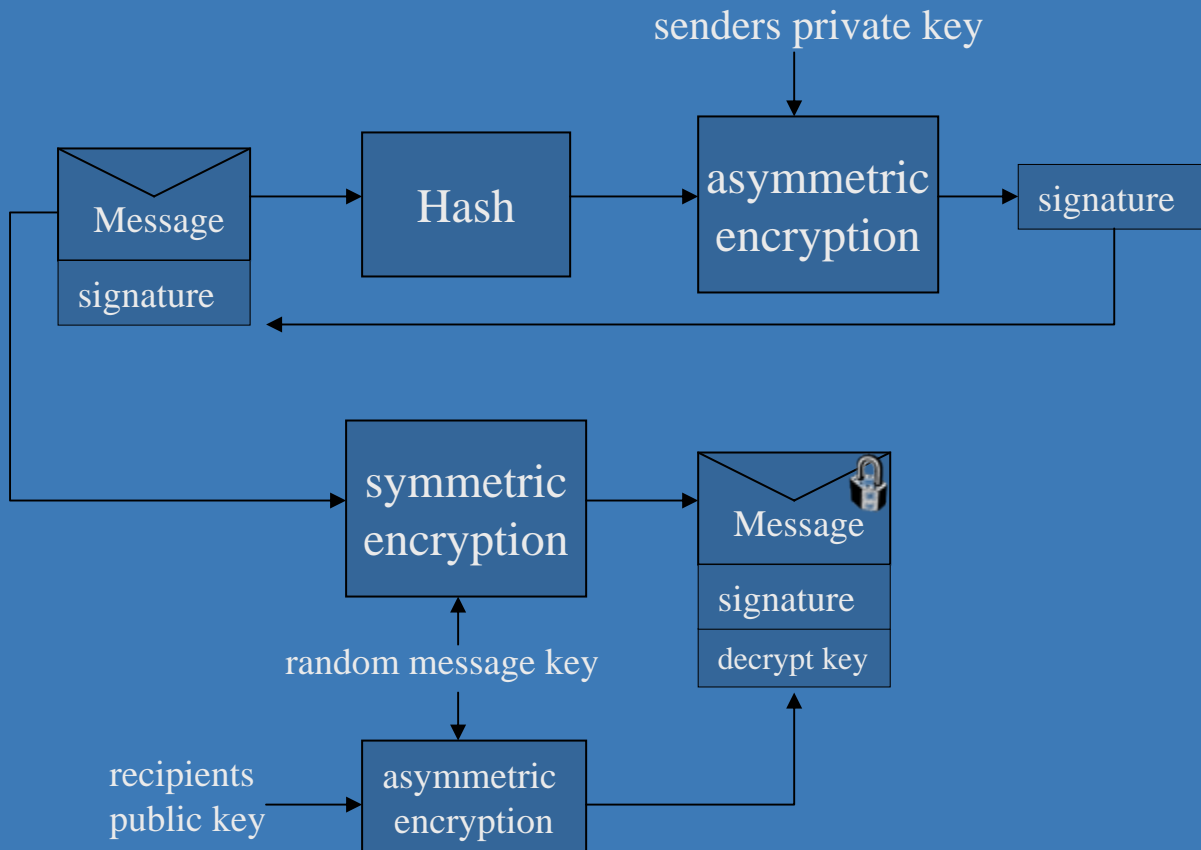 senders private key
Message
signature
Hash
asymmetric
encryption
signature
symmetric
encryption
Message
signature
decrypt key
random message key
recipients
public key
asymmetric
encryption